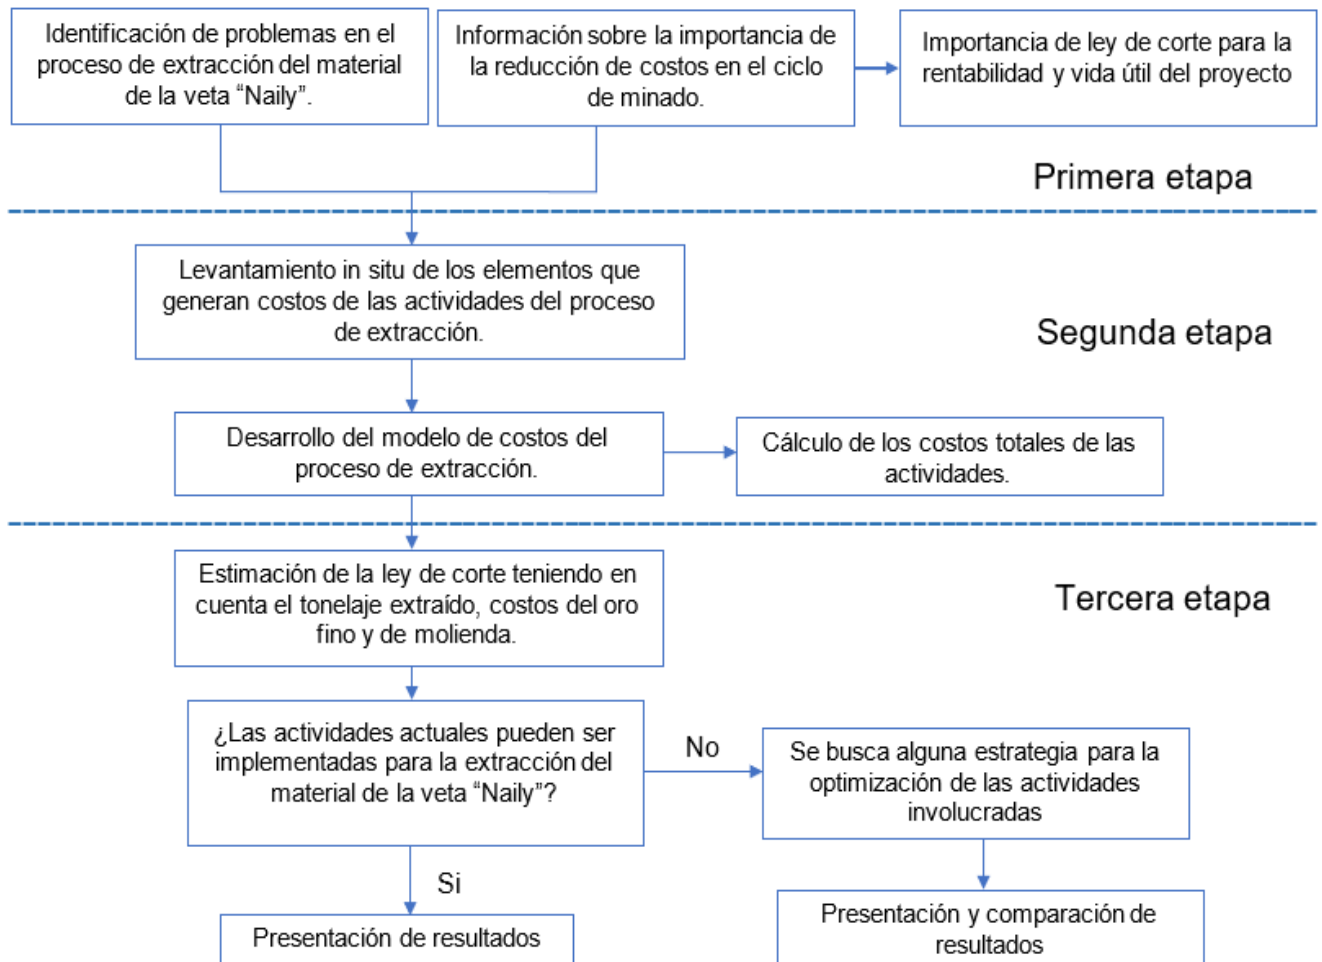 Identificación de problemas en el
proceso de extracción del material
de la veta “Naily”.
Información sobre la importancia de
la reducción de costos en el ciclo
de minado.
Importancia de ley de corte para la
rentabilidad y vida útil del proyecto
Primera etapa
Levantamiento in situ de los elementos que
generan costos de las actividades del proceso
de extracción.
Segunda etapa
Desarrollo del modelo de costos del
proceso de extracción.
Cálculo de los costos totales de las
actividades.
Estimación de la ley de corte teniendo en
cuenta el tonelaje extraído, costos del oro
fino y de molienda.
Tercera etapa
¿Las actividades actuales pueden ser
implementadas para la extracción del
material de la veta “Naily”?
No
Se busca alguna estrategia para la
optimización de las actividades
involucradas
Si
Presentación de resultados
Presentación y comparación de
resultados